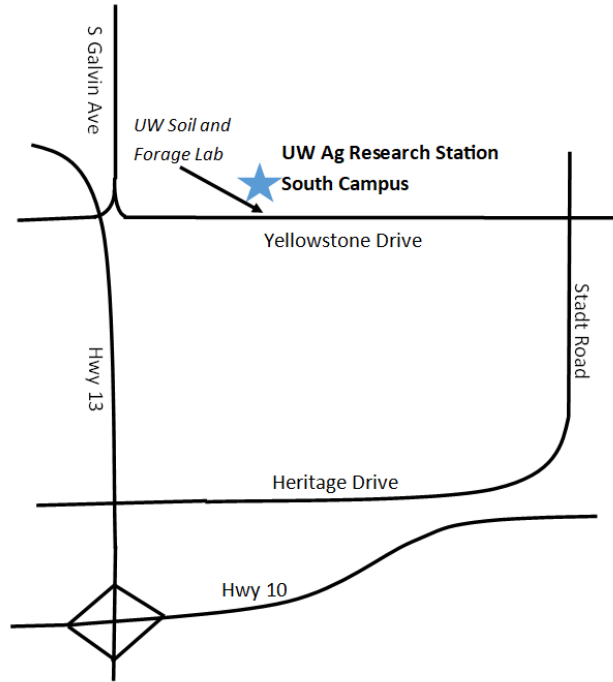 S Galvin Ave
UW Soil and
Forage Lab
UW Ag Research Station
South Campus
Yellowstone Drive
Stadt Road
Hwy 13
Heritage Drive
Hwy 10